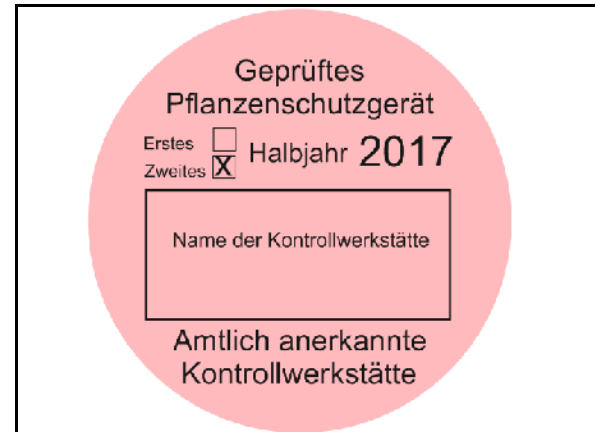 Geprüftes
Pflanzenschutzgerät
Erstes
Zweites X Halbjahr 2017
Name der Kontrollwerkstätte
Amtlich anerkannte
Kontrollwerkstätte